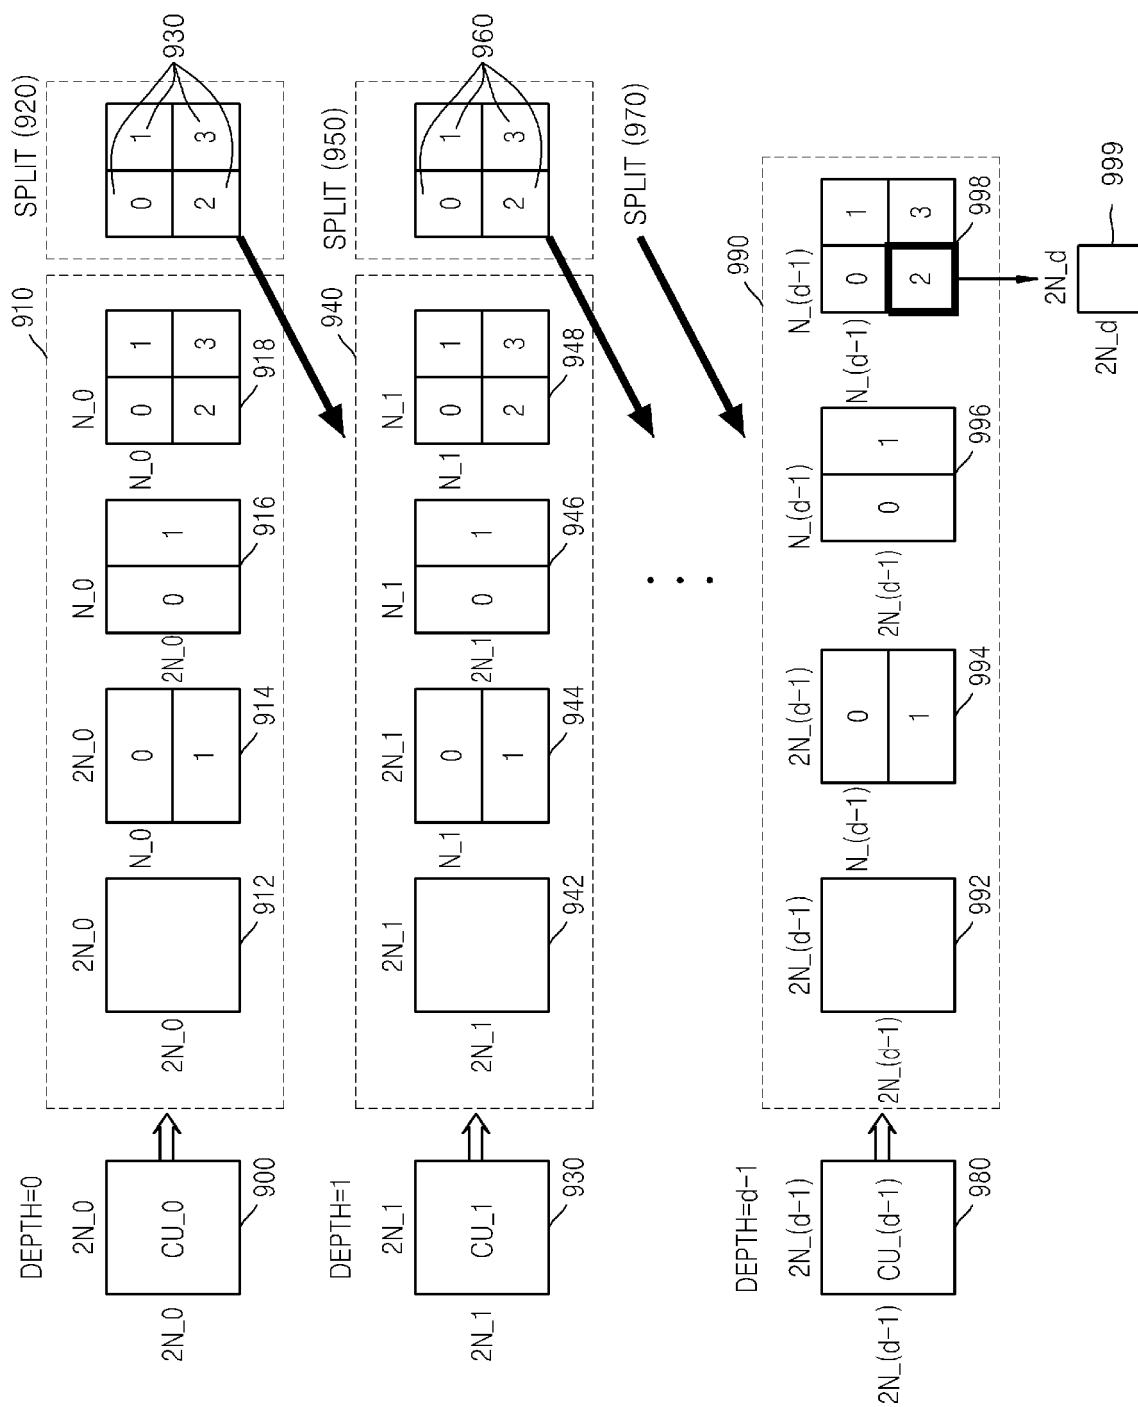 DEPTH=0
2N_0
2N_0
CU_0
900
910
2N_0
2N_0
912
2N_0
N_0
0
1
914
N_0
2N_0
0
1
916
N_0
N_0
0
1
2
3
918
SPLIT (920)
0
1
2
3
930
DEPTH=1
2N_1
2N_1
CU_1
930
940
2N_1
2N_1
942
2N_1
N_1
0
1
944
N_1
2N_1
0
1
946
N_1
N_1
0
1
2
3
948
SPLIT (950)
0
1
2
3
960
SPLIT (970)
DEPTH=d-1
2N_(d-1)
2N_(d-1)
CU_(d-1)
980
990
2N_(d-1)
2N_(d-1)
992
2N_(d-1)
N_(d-1)
0
1
994
N_(d-1)
2N_(d-1)
0
1
996
N_(d-1)
N_(d-1)
0
1
2
3
998
2N_d
2N_d
999